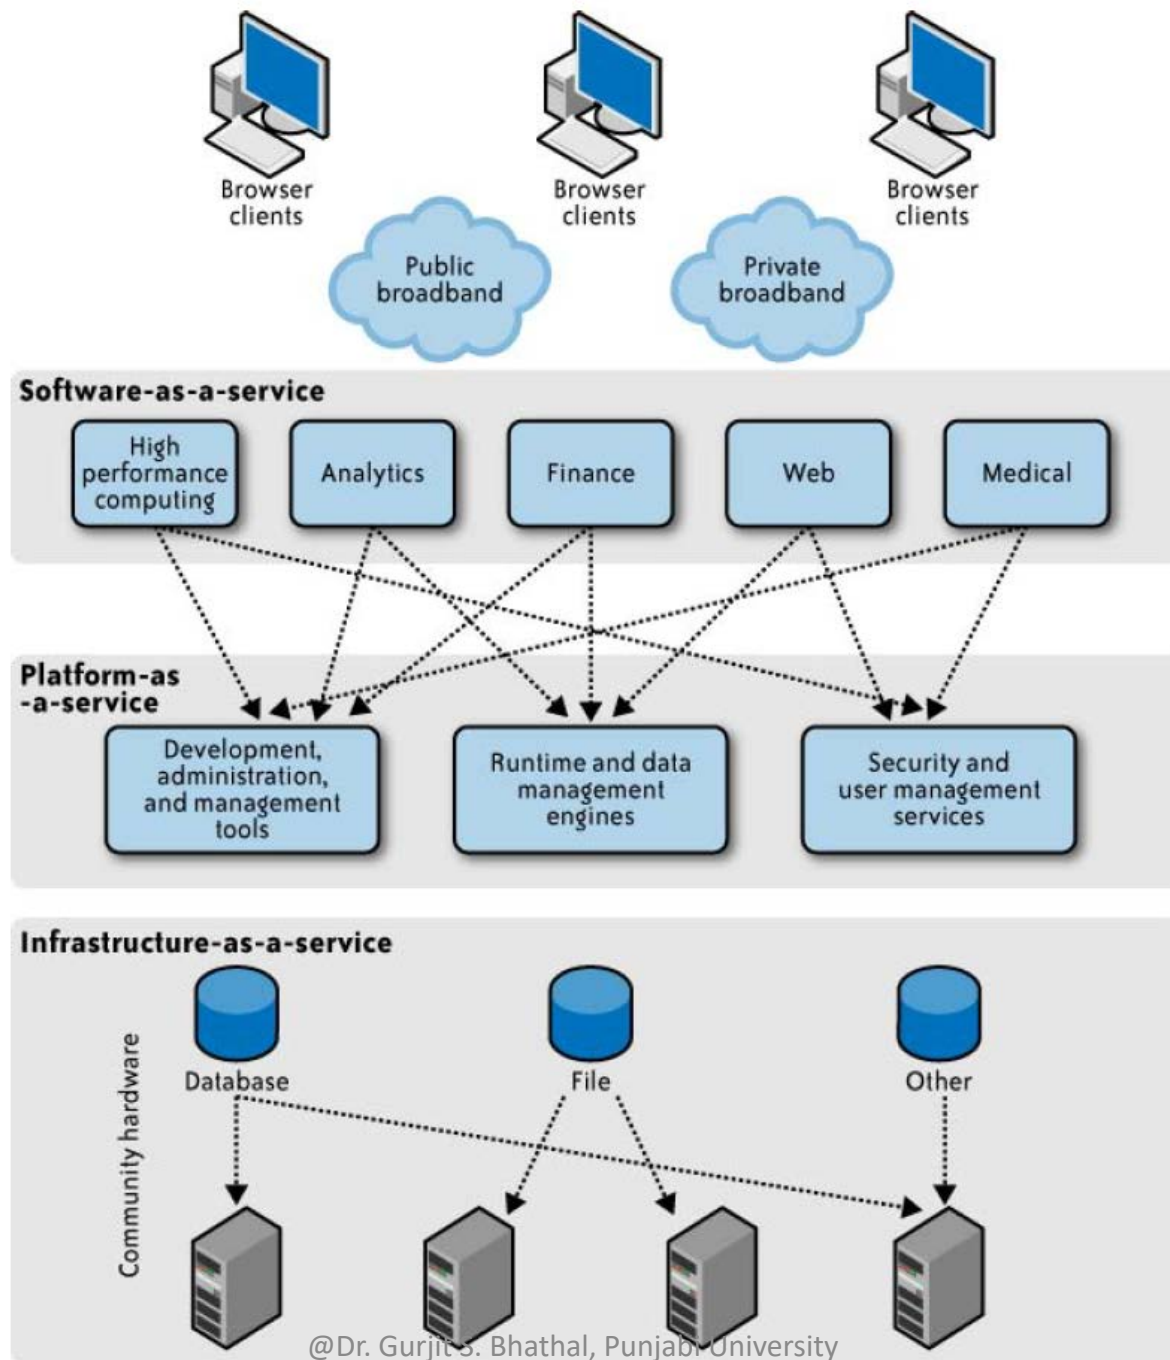 Browser
clients
Browser
clients
Browser
clients
Public
broadband
Private
broadband
Software-as-a-service
High
performance
computing
Analytics
Finance
Web
Medical
Platform-as
-a-service
Development,
administration,
and management
tools
Runtime and data
management
engines
Security and
user management
services
Infrastructure-as-a-service
Community hardware
Database
File
Other
@Dr. Gurjit S. Bhathal, Punjabi University